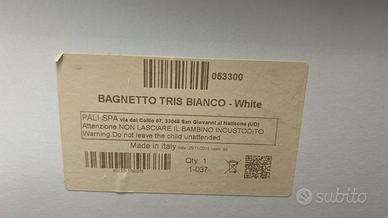 053300
BAGNETTO TRIS BIANCO - White
PALI SPA via del Collio 67, 33048 San Giovanni al Natisone (UD)
Attenzione.NON LASCIARE IL BAMBINO INCUSTODITO
Warning.Do not leave the child unattended.
Made in Italy
Qty: 1
1-037
subito